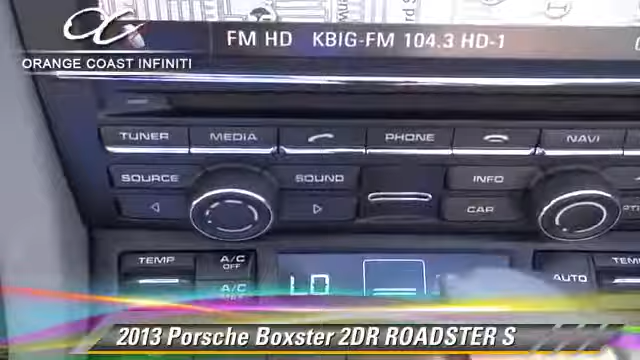 FM HD KBIG-FM 104.3 HD-1
ORANGE COAST INFINITI
TUNER MEDIA PHONE NAVI
SOURCE SOUND INFO
CAR
TEMP A/C OFF LO AUTO
A/C
2013 Porsche Boxster 2DR ROADSTER S